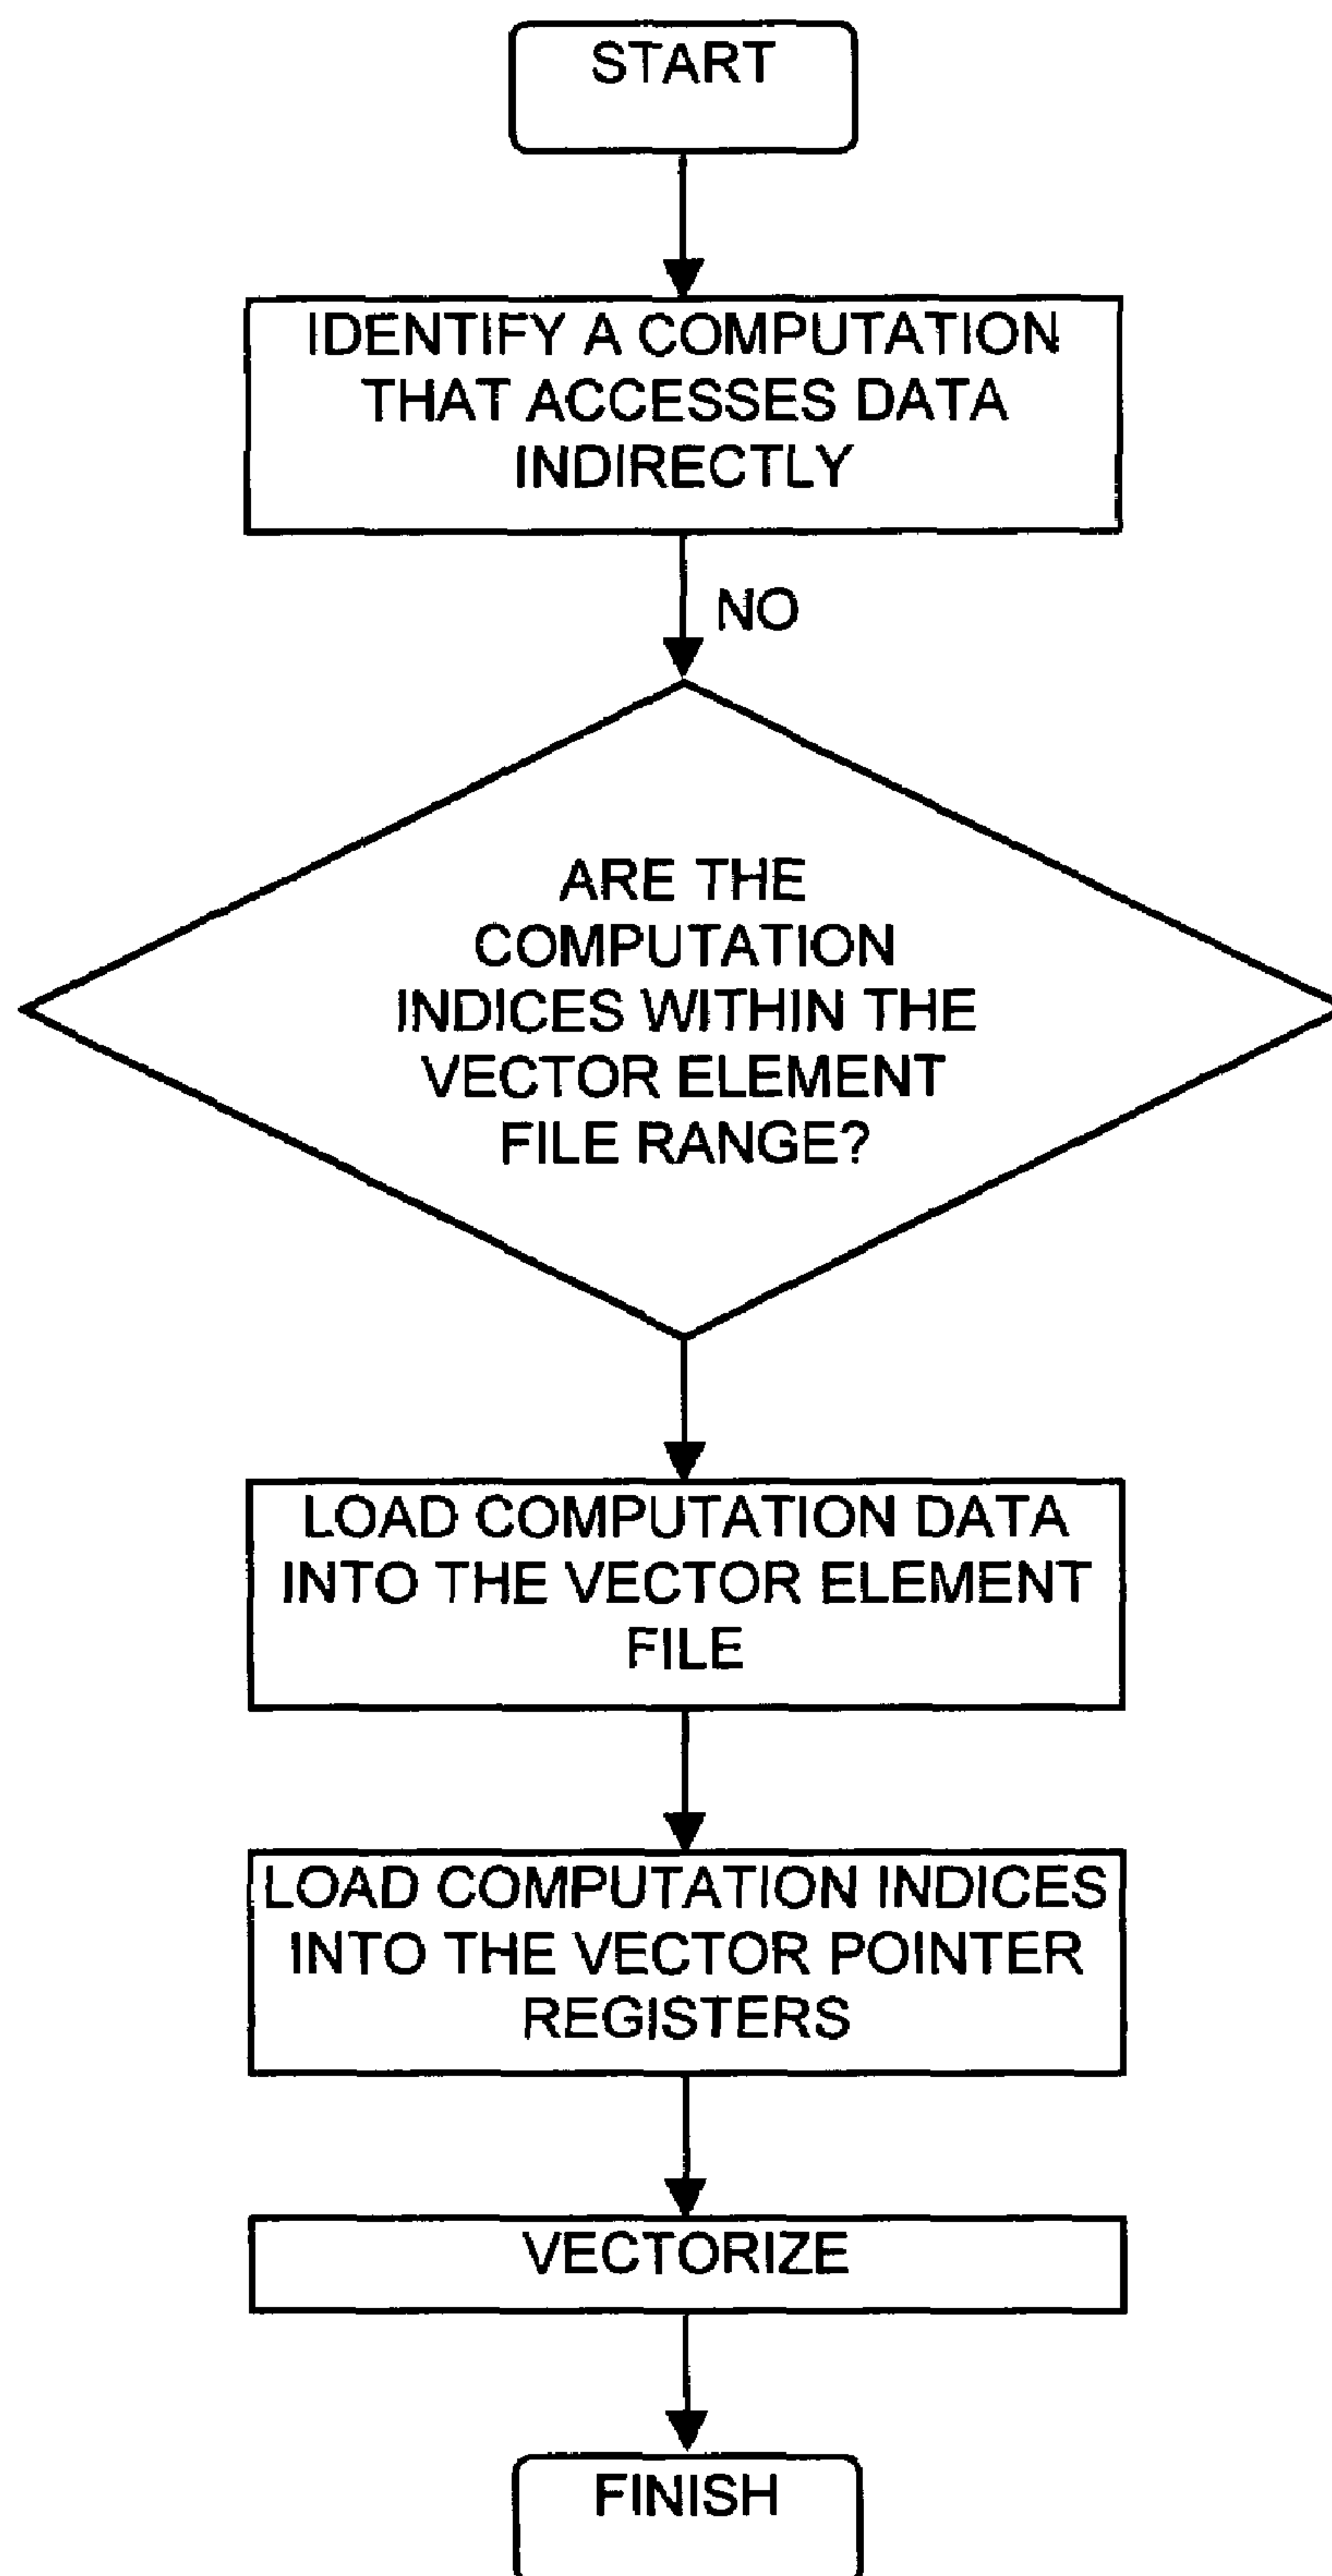 START
IDENTIFY A COMPUTATION
THAT ACCESSES DATA
INDIRECTLY
NO
ARE THE
COMPUTATION
INDICES WITHIN THE
VECTOR ELEMENT
FILE RANGE?
LOAD COMPUTATION DATA
INTO THE VECTOR ELEMENT
FILE
LOAD COMPUTATION INDICES
INTO THE VECTOR POINTER
REGISTERS
VECTORIZE
FINISH